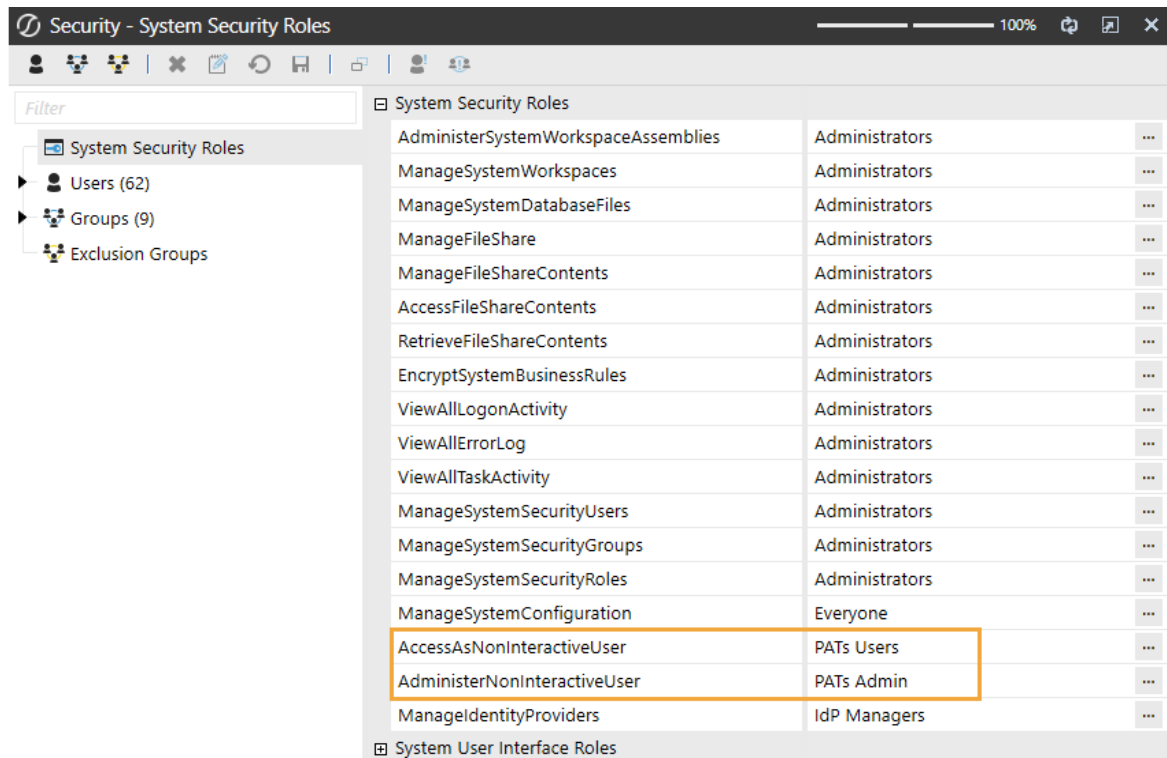 Security - System Security Roles
100%
Filter
System Security Roles
Users (62)
Groups (9)
Exclusion Groups
System Security Roles
AdministerSystemWorkspaceAssemblies Administrators ...
ManageSystemWorkspaces Administrators ...
ManageSystemDatabaseFiles Administrators ...
ManageFileShare Administrators ...
ManageFileShareContents Administrators ...
AccessFileShareContents Administrators ...
RetrieveFileShareContents Administrators ...
EncryptSystemBusinessRules Administrators ...
ViewAllLogonActivity Administrators ...
ViewAllErrorLog Administrators ...
ViewAllTaskActivity Administrators ...
ManageSystemSecurityUsers Administrators ...
ManageSystemSecurityGroups Administrators ...
ManageSystemSecurityRoles Administrators ...
ManageSystemConfiguration Everyone ...
AccessAsNonInteractiveUser PATs Users ...
AdministerNonInteractiveUser PATs Admin ...
ManageIdentityProviders IdP Managers ...
System User Interface Roles